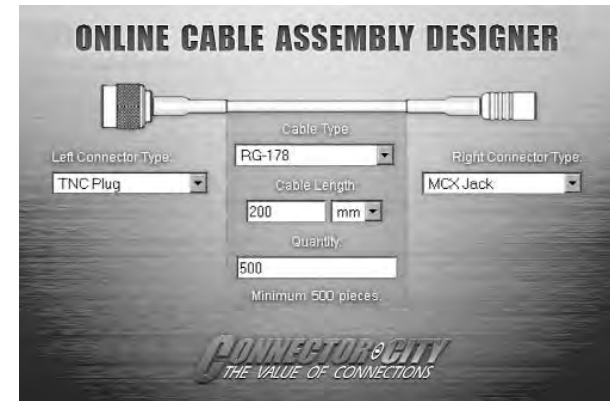 ONLINE CABLE ASSEMBLY DESIGNER
Cable Type:
RG-178
Left Connector Type:
TNC Plug
Right Connector Type:
MCX Jack
Cable Length:
200 mm
Quantity:
500
Minimum 500 pieces.
CONNECTOR CITY
THE VALUE OF CONNECTIONS